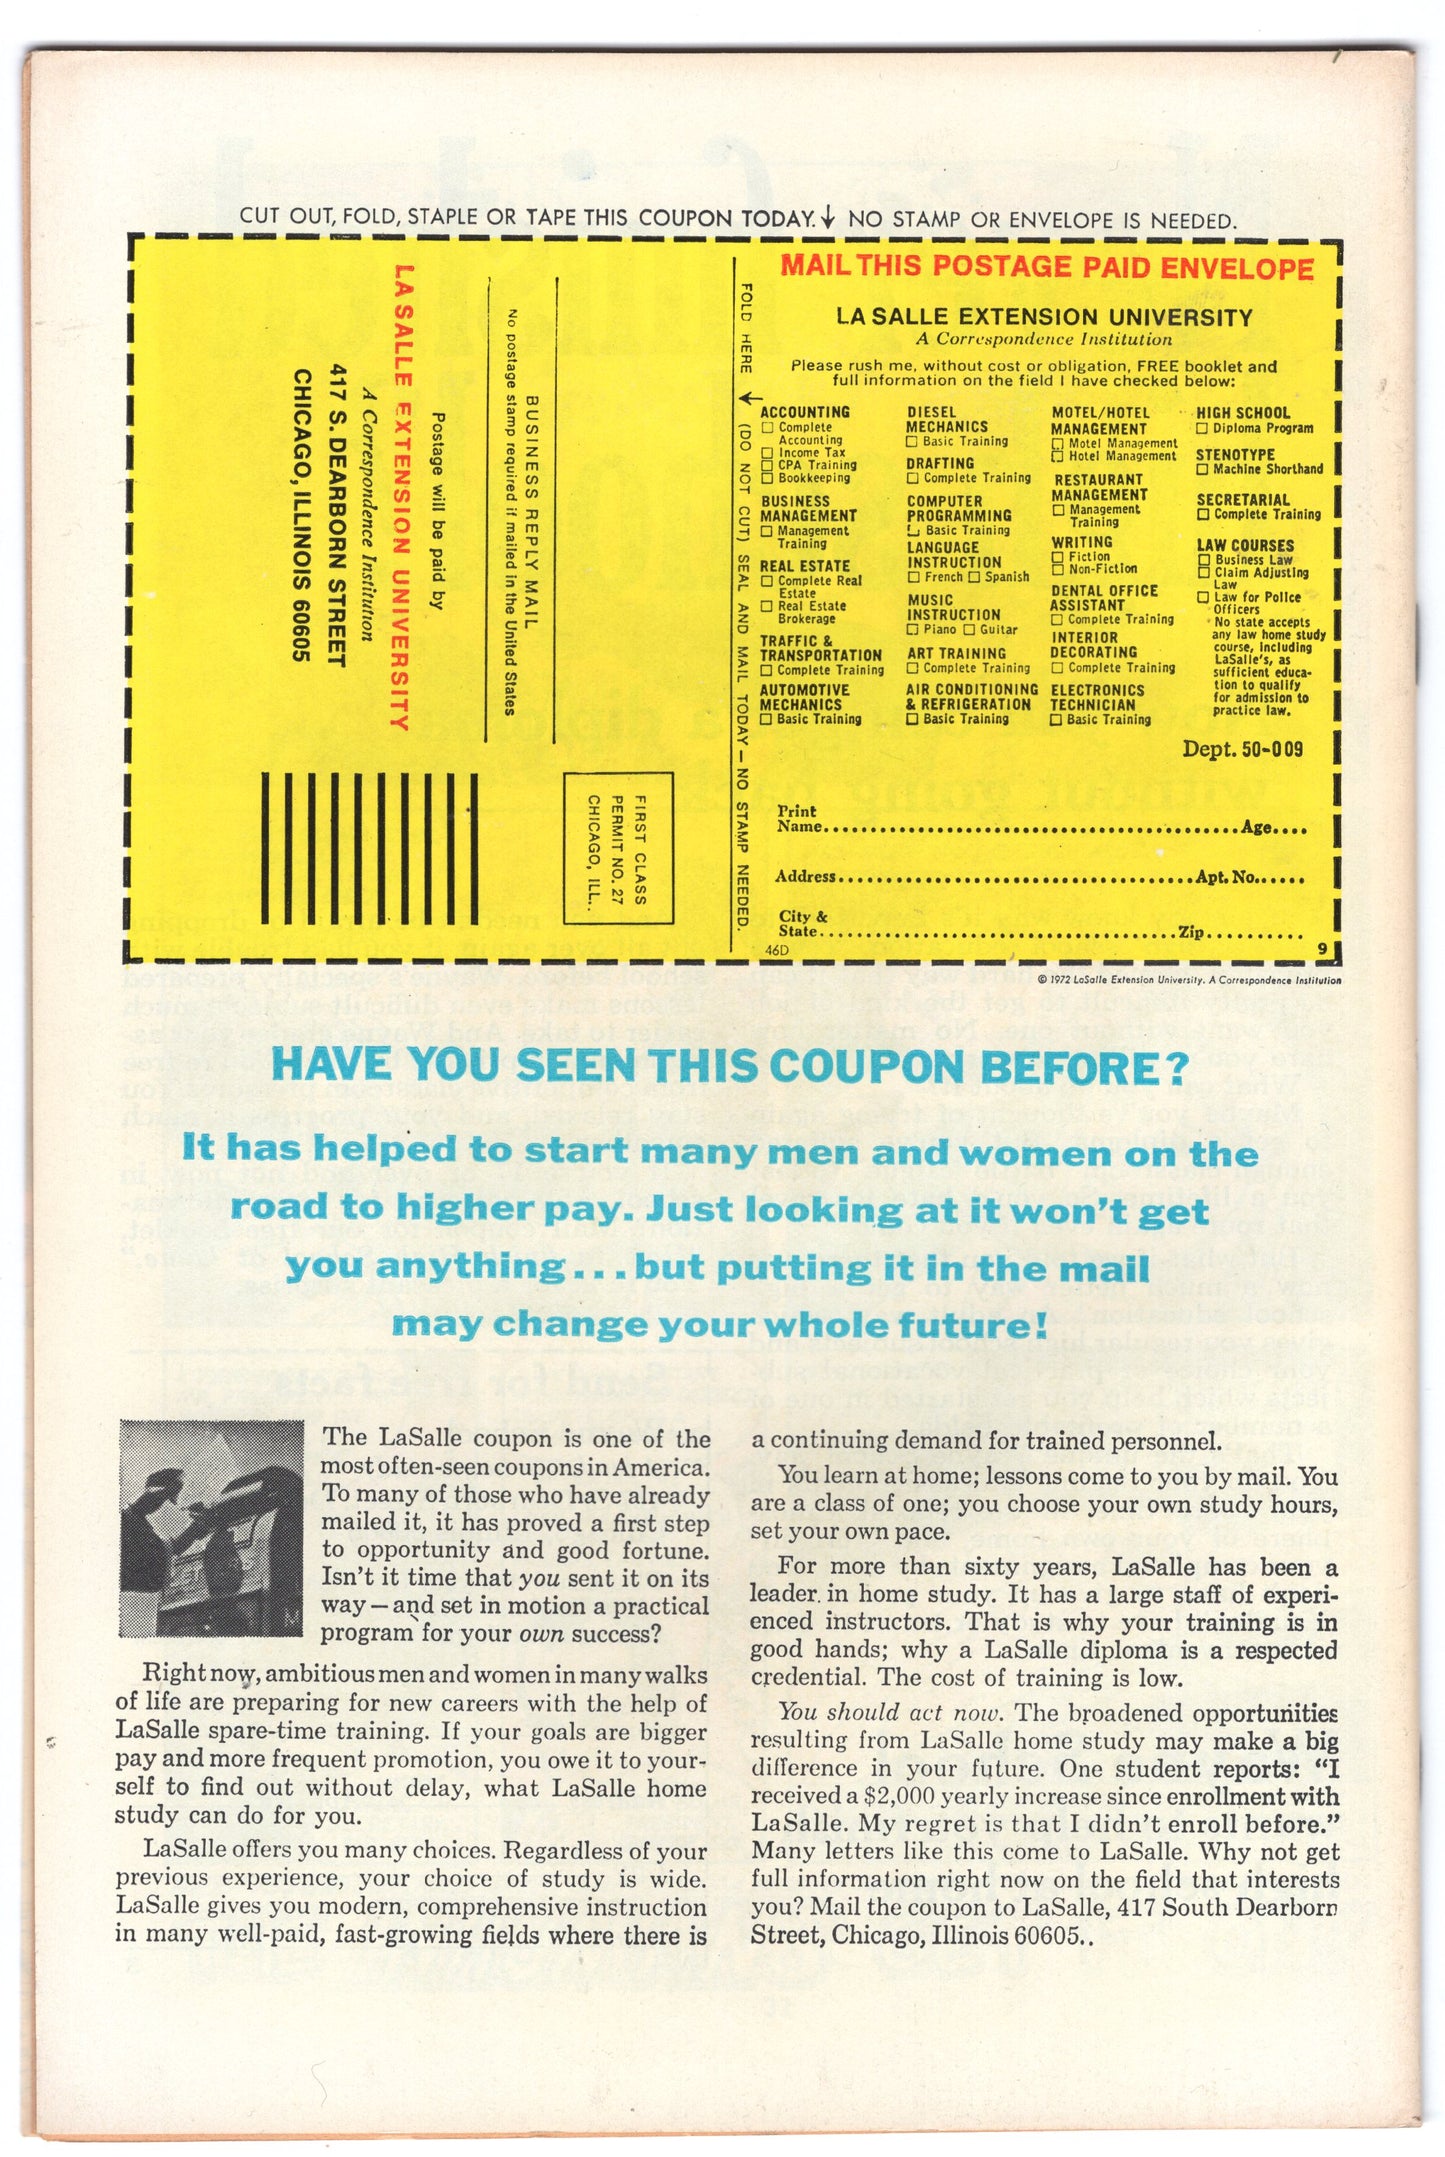 CUT OUT, FOLD, STAPLE OR TAPE THIS COUPON TODAY. ↓ NO STAMP OR ENVELOPE IS NEEDED.
BUSINESS REPLY MAIL
No postage stamp required if mailed in the United States
Postage will be paid by
LA SALLE EXTENSION UNIVERSITY
A Correspondence Institution
417 S. DEARBORN STREET
CHICAGO, ILLINOIS 60605
FIRST CLASS
PERMIT NO. 27
CHICAGO, ILL..
FOLD HERE ↓ (DO NOT CUT) SEAL AND MAIL TODAY — NO STAMP NEEDED.
MAIL THIS POSTAGE PAID ENVELOPE
LA SALLE EXTENSION UNIVERSITY
A Correspondence Institution
Please rush me, without cost or obligation, FREE booklet and
full information on the field I have checked below:
ACCOUNTING
☐ Complete
Accounting
☐ Income Tax
☐ CPA Training
☐ Bookkeeping
BUSINESS
MANAGEMENT
☐ Management
Training
REAL ESTATE
☐ Complete Real
Estate
☐ Real Estate
Brokerage
TRAFFIC &
TRANSPORTATION
☐ Complete Training
AUTOMOTIVE
MECHANICS
☐ Basic Training
DIESEL
MECHANICS
☐ Basic Training
DRAFTING
☐ Complete Training
COMPUTER
PROGRAMMING
☐ Basic Training
LANGUAGE
INSTRUCTION
☐ French ☐ Spanish
MUSIC
INSTRUCTION
☐ Piano ☐ Guitar
ART TRAINING
☐ Complete Training
AIR CONDITIONING
& REFRIGERATION
☐ Basic Training
MOTEL/HOTEL
MANAGEMENT
☐ Motel Management
☐ Hotel Management
RESTAURANT
MANAGEMENT
☐ Management
Training
WRITING
☐ Fiction
☐ Non-Fiction
DENTAL OFFICE
ASSISTANT
☐ Complete Training
INTERIOR
DECORATING
☐ Complete Training
ELECTRONICS
TECHNICIAN
☐ Basic Training
HIGH SCHOOL
☐ Diploma Program
STENOTYPE
☐ Machine Shorthand
SECRETARIAL
☐ Complete Training
LAW COURSES
☐ Business Law
☐ Claim Adjusting
Law
☐ Law for Police
Officers
No state accepts
any law home study
course, including
LaSalle's, as
sufficient educa-
tion to qualify
for admission to
practice law.
Dept. 50-009
Print
Name........................................Age....
Address..................................Apt. No......
City &
State..................................Zip..........
46D
9
© 1972 LaSalle Extension University. A Correspondence Institution
HAVE YOU SEEN THIS COUPON BEFORE?
It has helped to start many men and women on the
road to higher pay. Just looking at it won't get
you anything...but putting it in the mail
may change your whole future!
The LaSalle coupon is one of the
most often-seen coupons in America.
To many of those who have already
mailed it, it has proved a first step
to opportunity and good fortune.
Isn't it time that you sent it on its
way—and set in motion a practical
program for your own success?
Right now, ambitious men and women in many walks
of life are preparing for new careers with the help of
LaSalle spare-time training. If your goals are bigger
pay and more frequent promotion, you owe it to your-
self to find out without delay, what LaSalle home
study can do for you.
LaSalle offers you many choices. Regardless of your
previous experience, your choice of study is wide.
LaSalle gives you modern, comprehensive instruction
in many well-paid, fast-growing fields where there is
a continuing demand for trained personnel.
You learn at home; lessons come to you by mail. You
are a class of one; you choose your own study hours,
set your own pace.
For more than sixty years, LaSalle has been a
leader in home study. It has a large staff of experi-
enced instructors. That is why your training is in
good hands; why a LaSalle diploma is a respected
credential. The cost of training is low.
You should act now. The broadened opportunities
resulting from LaSalle home study may make a big
difference in your future. One student reports: "I
received a $2,000 yearly increase since enrollment with
LaSalle. My regret is that I didn't enroll before."
Many letters like this come to LaSalle. Why not get
full information right now on the field that interests
you? Mail the coupon to LaSalle, 417 South Dearborn
Street, Chicago, Illinois 60605..